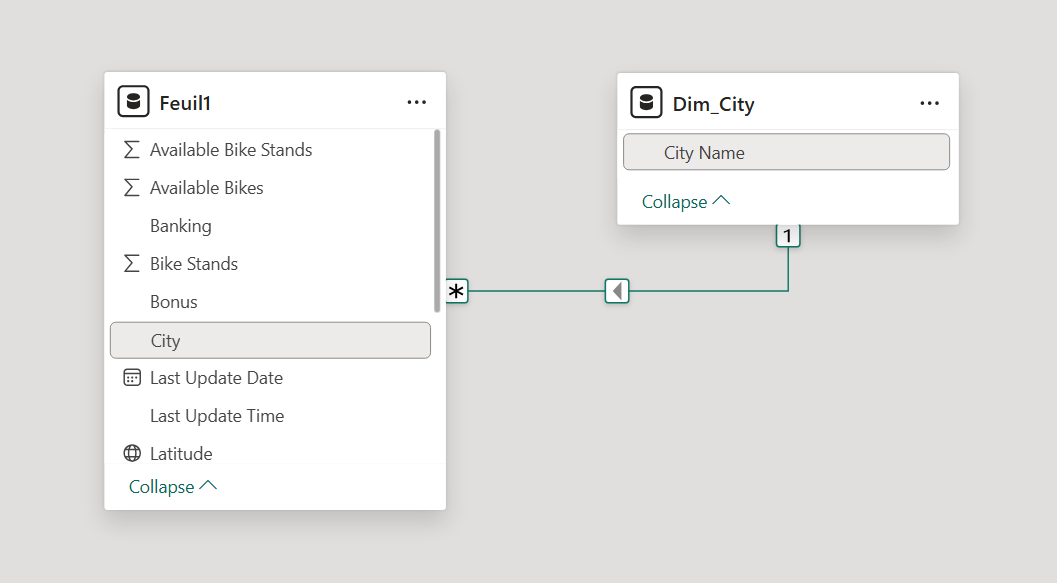 Feuil1
Available Bike Stands
Available Bikes
Banking
Bike Stands
Bonus
City
Last Update Date
Last Update Time
Latitude
Collapse
Dim_City
City Name
Collapse
1
*